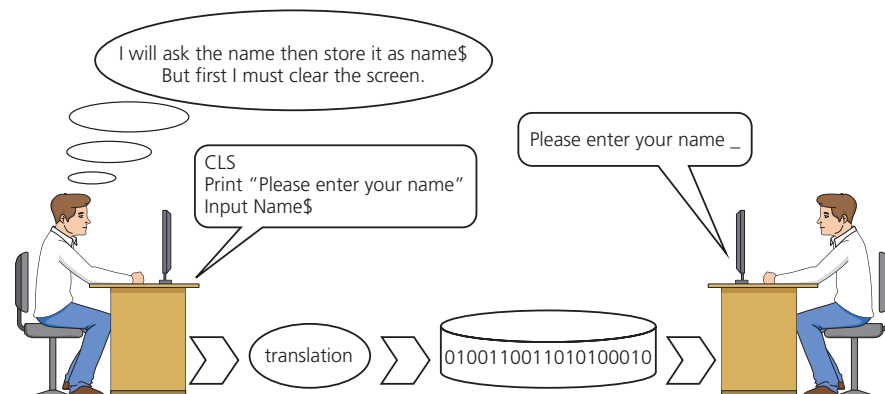 I will ask the name then store it as name$
But first I must clear the screen.
CLS
Print ”Please enter your name”
Input Name$
Please enter your name _
translation
0100110011010100010